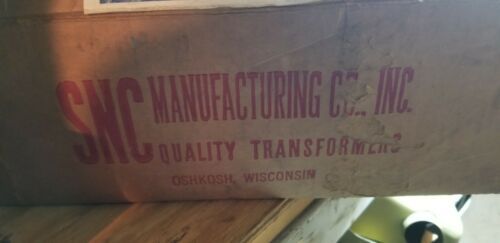 SNC MANUFACTURING CO., INC.
QUALITY TRANSFORMERS
OSHKOSH, WISCONSIN